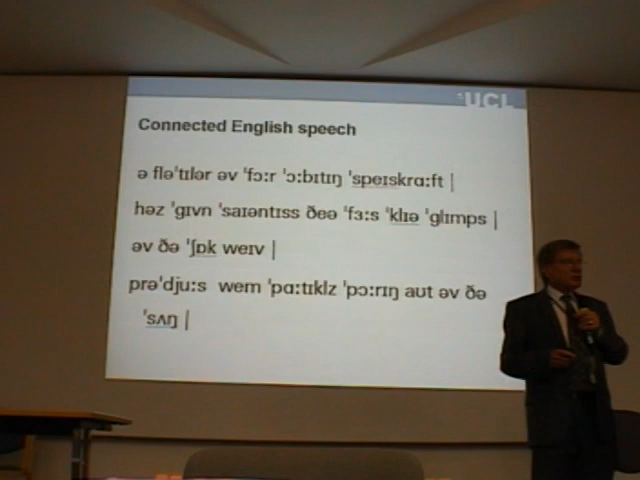 UCL
Connected English speech
ə fləˈtɪlər əv ˈfɔːr ˈɔːbɪtɪŋ ˈspeɪskrɑːft |
həz ˈgɪvn ˈsaɪəntɪss ðeə ˈfɜːs ˈklɪə ˈglɪmps |
əv ðə ˈʃɒk weɪv |
prəˈdjuːs wem ˈpɑːtɪklz ˈpɔːrɪŋ aʊt əv ðə
ˈsʌŋ |